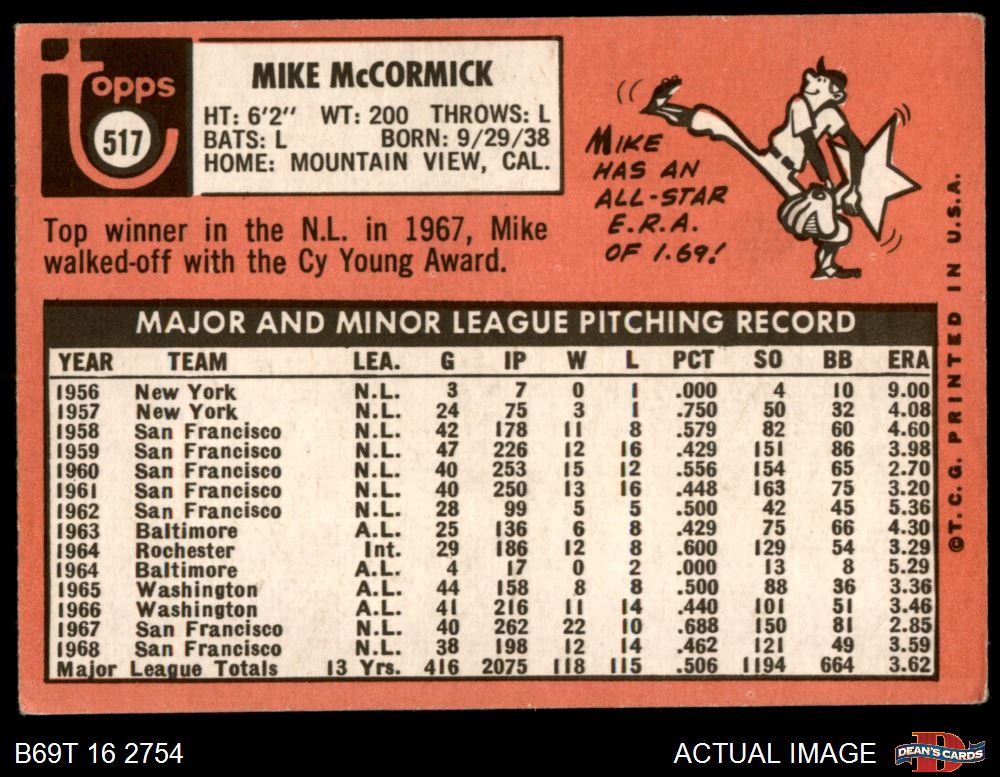 topps
517
MIKE McCORMICK
HT: 6'2" WT: 200 THROWS: L
BATS: L BORN: 9/29/38
HOME: MOUNTAIN VIEW, CAL.
Top winner in the N.L. in 1967, Mike
walked-off with the Cy Young Award.
MIKE
HAS AN
ALL-STAR
E.R.A.
OF 1.69!
MAJOR AND MINOR LEAGUE PITCHING RECORD
YEAR TEAM LEA. G IP W L PCT SO BB ERA
1956 New York N.L. 3 7 0 1 .000 4 10 9.00
1957 New York N.L. 24 75 3 1 .750 50 32 4.08
1958 San Francisco N.L. 42 178 11 8 .579 82 60 4.60
1959 San Francisco N.L. 47 226 12 16 .429 151 86 3.98
1960 San Francisco N.L. 40 253 15 12 .556 154 65 2.70
1961 San Francisco N.L. 40 250 13 16 .448 163 75 3.20
1962 San Francisco N.L. 28 99 5 5 .500 42 45 5.36
1963 Baltimore A.L. 25 136 6 8 .429 75 66 4.30
1964 Rochester Int. 29 186 12 8 .600 129 54 3.29
1964 Baltimore A.L. 4 17 0 2 .000 13 8 5.29
1965 Washington A.L. 44 158 8 8 .500 88 36 3.36
1966 Washington A.L. 41 216 11 14 .440 101 51 3.46
1967 San Francisco N.L. 40 262 22 10 .688 150 81 2.85
1968 San Francisco N.L. 38 198 12 14 .462 121 49 3.59
Major League Totals 13 Yrs. 416 2075 118 115 .506 1194 664 3.62
©T.C.G. PRINTED IN U.S.A.
B69T 16 2754
ACTUAL IMAGE
DEAN'S CARDS